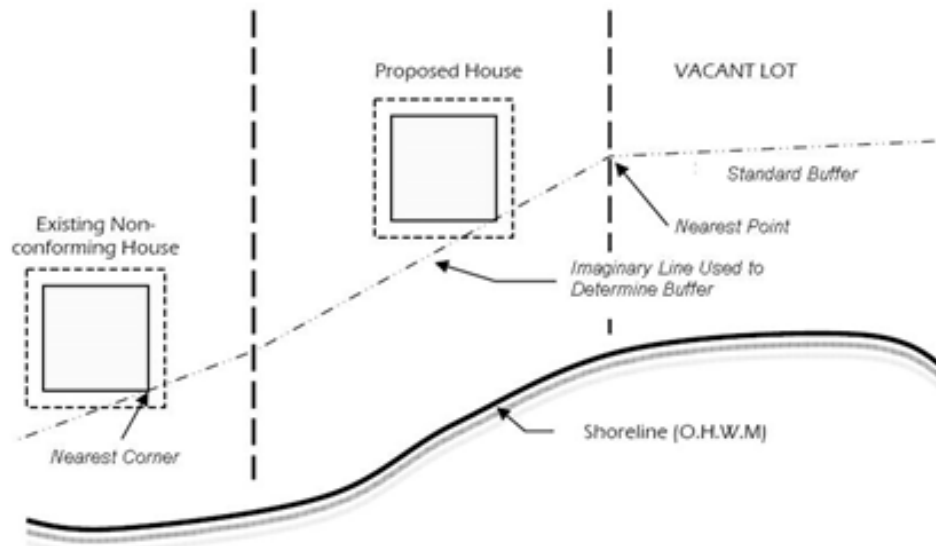 Proposed House
VACANT LOT
Standard Buffer
Nearest Point
Existing Non-
conforming House
Imaginary Line Used to
Determine Buffer
Nearest Corner
Shoreline (O.H.W.M)